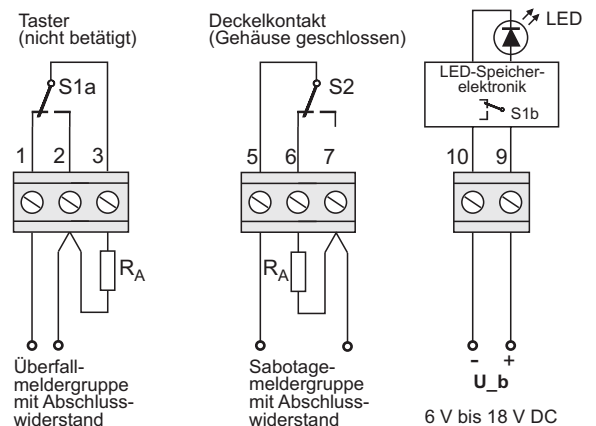 Taster
(nicht betätigt)
S1a
1 2 3
R_A
Überfall-
meldergruppe
mit Abschluss-
widerstand
Deckelkontakt
(Gehäuse geschlossen)
S2
5 6 7
R_A
Sabotage-
meldergruppe
mit Abschluss-
widerstand
LED
LED-Speicher-
elektronik
S1b
10 9
- +
U_b
6 V bis 18 V DC